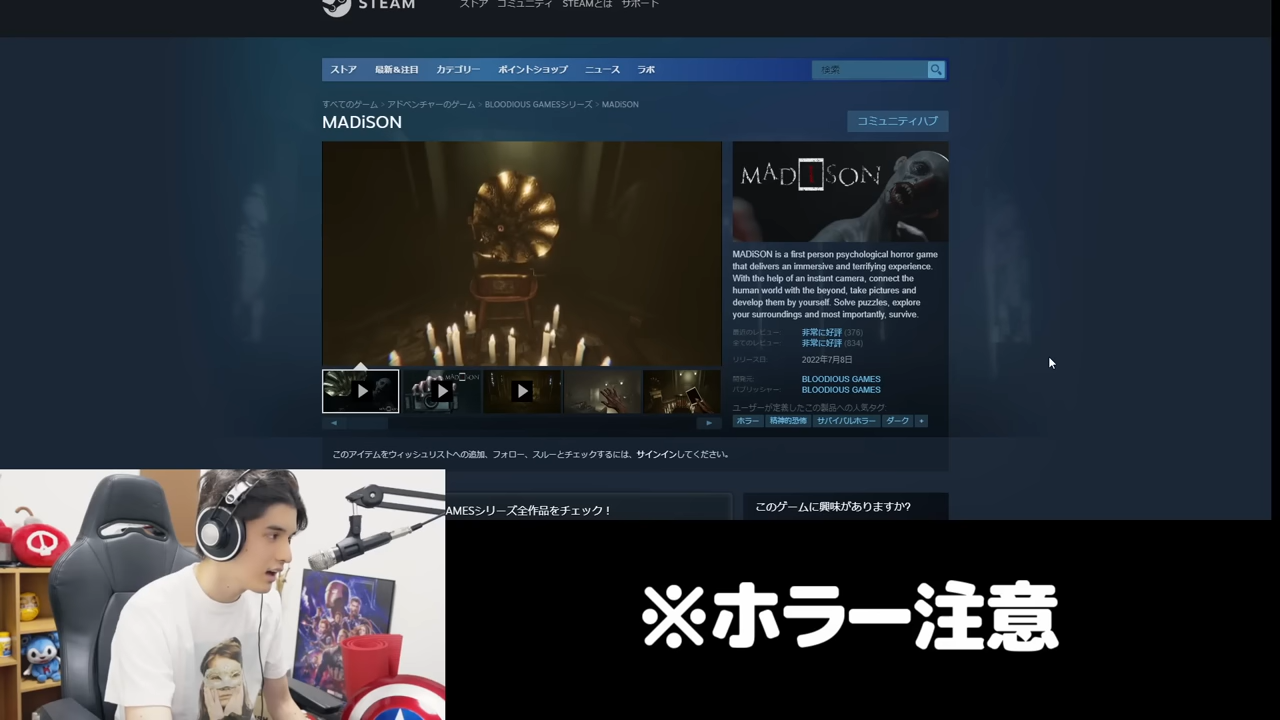 STEAM
ストア コミュニティ STEAMとは サポート
ストア 最新&注目 カテゴリー ポイントショップ ニュース ラボ 検索
すべてのゲーム > アドベンチャーのゲーム > BLOODIOUS GAMESシリーズ > MADiSON
MADiSON
コミュニティハブ
MADISON
MADiSON is a first person psychological horror game
that delivers an immersive and terrifying experience.
With the help of an instant camera, connect the
human world with the beyond, take pictures and
develop them by yourself. Solve puzzles, explore
your surroundings and most importantly, survive.
最近のレビュー: 非常に好評 (376)
全てのレビュー: 非常に好評 (834)
リリース日: 2022年7月8日
開発元: BLOODIOUS GAMES
パブリッシャー: BLOODIOUS GAMES
ユーザーが定義したこの製品への人気タグ:
ホラー 精神的恐怖 サバイバルホラー ダーク +
このアイテムをウィッシュリストへの追加、フォロー、スルーとチェックするには、サインインしてください。
AMESシリーズ全作品をチェック！
このゲームに興味がありますか?
※ホラー注意